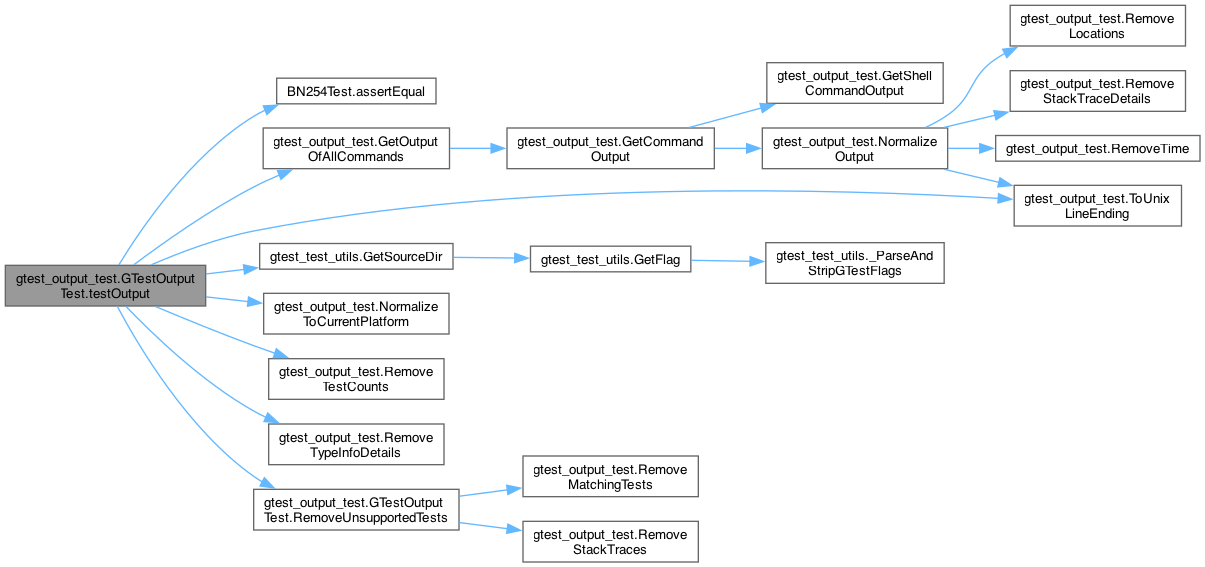 gtest_output_test.GTestOutput
Test.testOutput
BN254Test.assertEqual
gtest_output_test.GetOutput
OfAllCommands
gtest_output_test.GetCommand
Output
gtest_output_test.GetShell
CommandOutput
gtest_output_test.Normalize
Output
gtest_output_test.Remove
Locations
gtest_output_test.Remove
StackTraceDetails
gtest_output_test.RemoveTime
gtest_output_test.ToUnix
LineEnding
gtest_test_utils.GetSourceDir
gtest_test_utils.GetFlag
gtest_test_utils._ParseAnd
StripGTestFlags
gtest_output_test.Normalize
ToCurrentPlatform
gtest_output_test.Remove
TestCounts
gtest_output_test.Remove
TypeInfoDetails
gtest_output_test.GTestOutput
Test.RemoveUnsupportedTests
gtest_output_test.Remove
MatchingTests
gtest_output_test.Remove
StackTraces